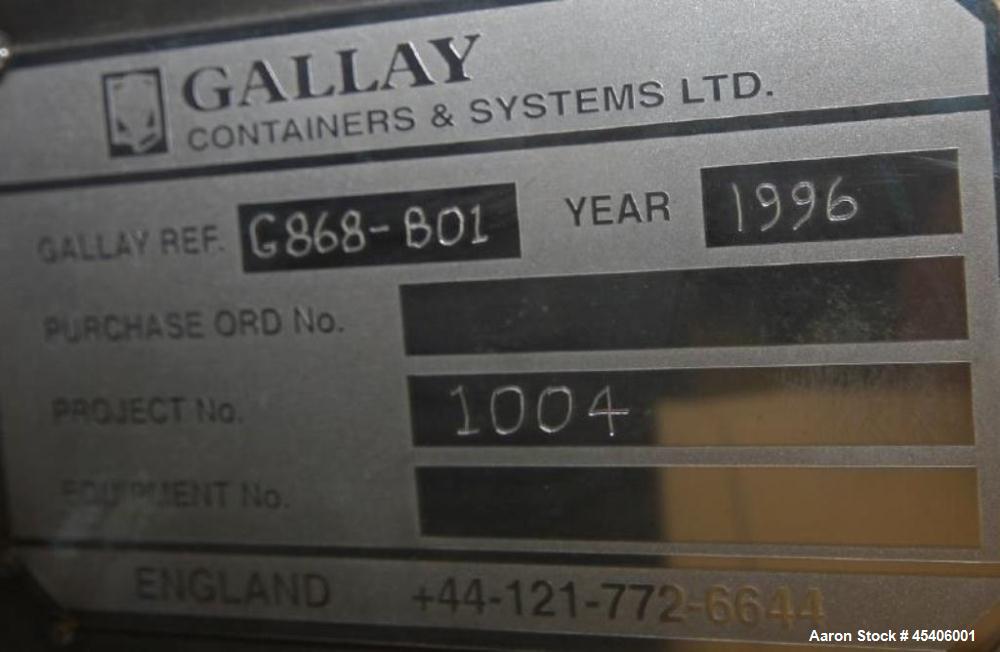 GALLAY
CONTAINERS & SYSTEMS LTD.
GALLAY REF. G868-B01 YEAR 1996
PURCHASE ORD No.
PROJECT No. 1004
EQUIPMENT No.
ENGLAND +44-121-772-6644
Aaron Stock # 45406001